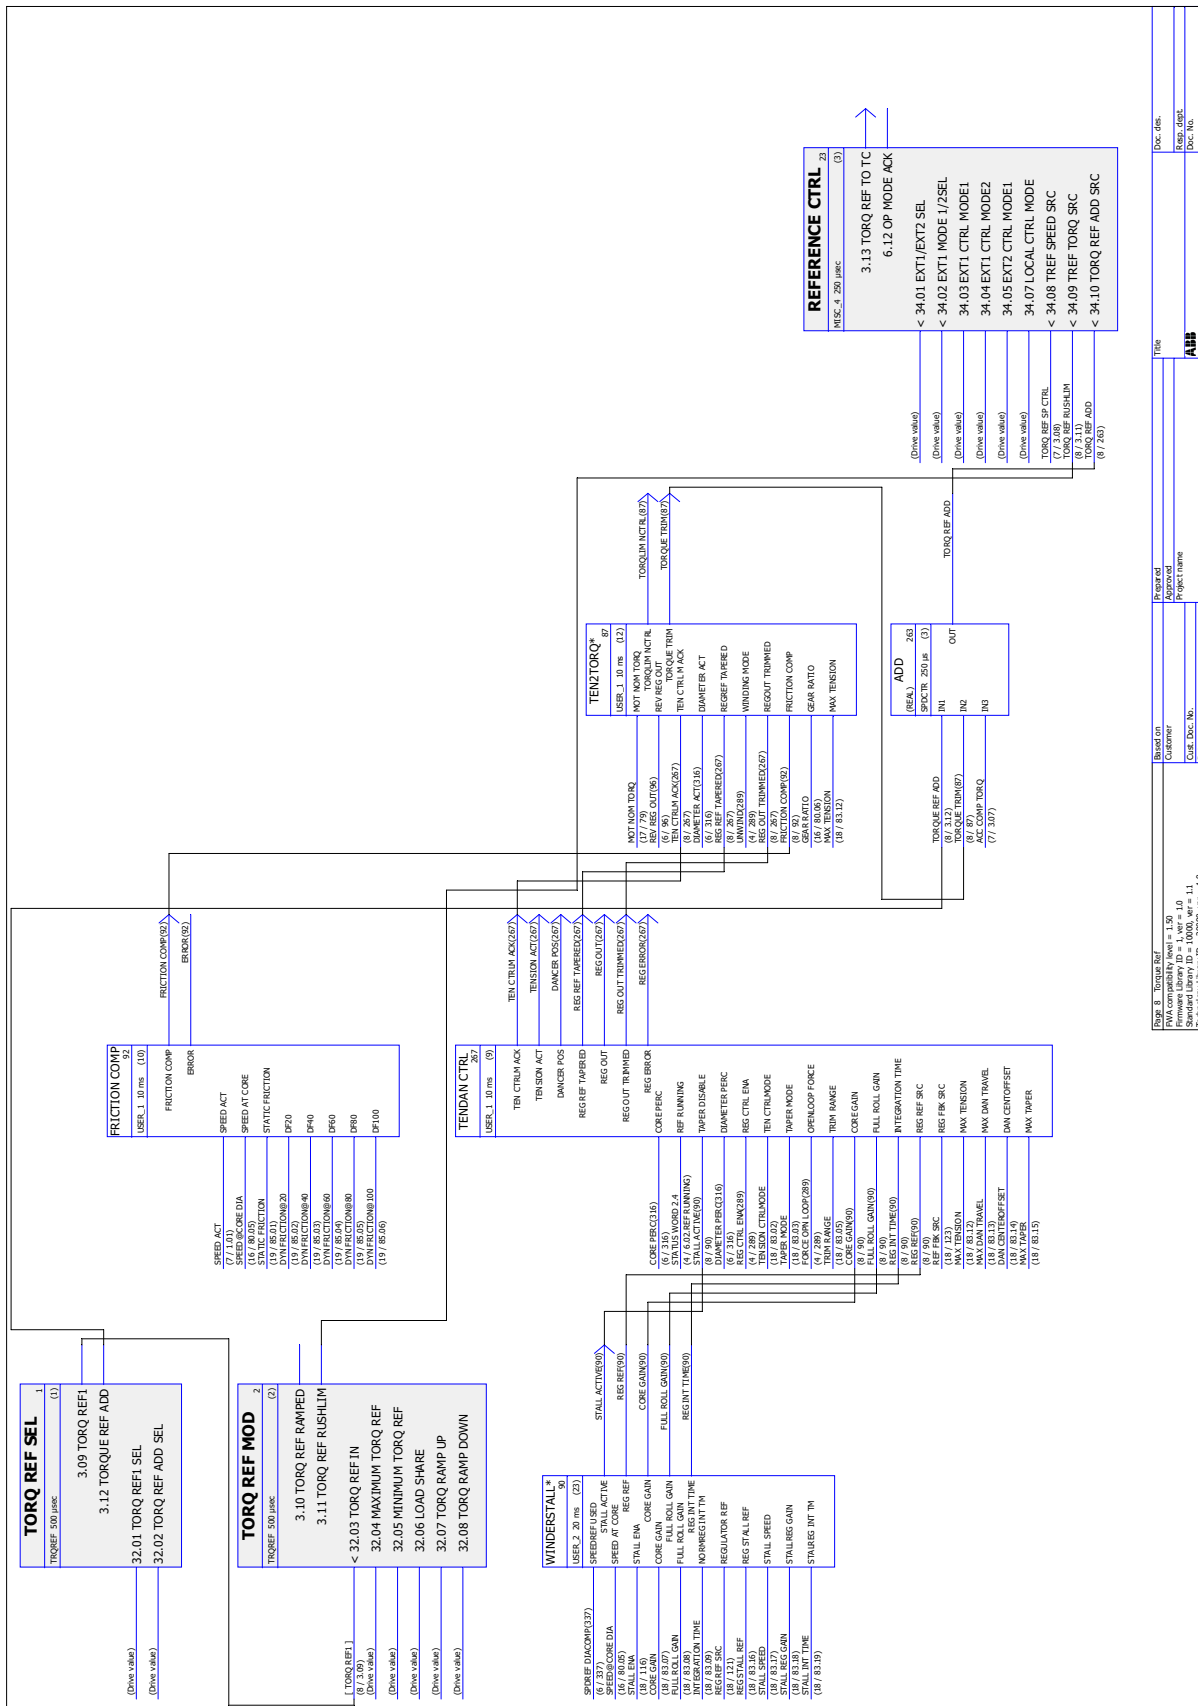 TORQ REF SEL
1
TRQREF 500 µsec
(1)
3.09 TORQ REF1
3.12 TORQUE REF ADD
32.01 TORQ REF1 SEL
32.02 TORQ REF ADD SEL
(Drive value)
(Drive value)
TORQ REF MOD
2
TRQREF 500 µsec
(2)
3.10 TORQ REF RAMPED
3.11 TORQ REF RUSHLIM
< 32.03 TORQ REF IN
32.04 MAXIMUM TORQ REF
32.05 MINIMUM TORQ REF
32.06 LOAD SHARE
32.07 TORQ RAMP UP
32.08 TORQ RAMP DOWN
[ TORQ REF1 ]
(8 / 3.09)
(Drive value)
(Drive value)
(Drive value)
(Drive value)
(Drive value)
WINDERSTALL*
90
USER_2 20 ms
(23)
SPEEDREF USED
STALL ACTIVE
SPEED AT CORE
REG REF
STALL ENA
CORE GAIN
CORE GAIN
FULL ROLL GAIN
FULL ROLL GAIN
REG INT TIME
NORMREG INT TM
REGULATOR REF
REG STALL REF
STALL SPEED
STALREG GAIN
STALREG INT TM
SPDREF DIACOMP(337)
(6 / 337)
SPEED@CORE DIA
(16 / 80.05)
STALL ENA
(18 / 116)
CORE GAIN
(18 / 83.07)
FULL ROLL GAIN
(18 / 83.08)
INTEGRATION TIME
(18 / 83.09)
REG REF SRC
(18 / 121)
REG STALL REF
(18 / 83.16)
STALL SPEED
(18 / 83.17)
STALL REG GAIN
(18 / 83.18)
STALL INT TIME
(18 / 83.19)
STALL ACTIVE(90)
REG REF(90)
CORE GAIN(90)
FULL ROLL GAIN(90)
REG INT TIME(90)
FRICTION COMP
92
USER_1 10 ms
(10)
FRICTION COMP
ERROR
SPEED ACT
SPEED AT CORE
STATIC FRICTION
DF20
DF40
DF60
DF80
DF100
SPEED ACT
(7 / 1.01)
SPEED@CORE DIA
(16 / 80.05)
STATIC FRICTION
(19 / 85.01)
DYN FRICTION@20
(19 / 85.02)
DYN FRICTION@40
(19 / 85.03)
DYN FRICTION@60
(19 / 85.04)
DYN FRICTION@80
(19 / 85.05)
DYN FRICTION@100
(19 / 85.06)
FRICTION COMP(92)
ERROR(92)
TENDAN CTRL
267
USER_1 10 ms
(9)
TEN CTRLM ACK
TENSION ACT
DANCER POS
REG REF TAPERED
REG OUT
REG OUT TRIMMED
REG ERROR
CORE PERC
REF RUNNING
TAPER DISABLE
DIAMETER PERC
REG CTRL ENA
TEN CTRLMODE
TAPER MODE
OPENLOOP FORCE
TRIM RANGE
CORE GAIN
FULL ROLL GAIN
INTEGRATION TIME
REG REF SRC
REG FBK SRC
MAX TENSION
MAX DAN TRAVEL
DAN CENTOFFSET
MAX TAPER
CORE PERC(316)
(6 / 316)
STATUS WORD 2.4
(4 / 6.02.REF RUNNING)
STALL ACTIVE(90)
(8 / 90)
DIAMETER PERC(316)
(6 / 316)
REG CTRL ENA(289)
(4 / 289)
TENSION CTRLMODE
(18 / 83.02)
TAPER MODE
(18 / 83.03)
FORCE OPN LOOP(289)
(4 / 289)
TRIM RANGE
(18 / 83.05)
CORE GAIN(90)
(8 / 90)
FULL ROLL GAIN(90)
(8 / 90)
REG INT TIME(90)
(8 / 90)
REG REF(90)
(8 / 90)
REF FBK SRC
(18 / 123)
MAX TENSION
(18 / 83.12)
MAX DAN TRAVEL
(18 / 83.13)
DAN CENTEROFFSET
(18 / 83.14)
MAX TAPER
(18 / 83.15)
TEN CTRLM ACK(267)
TENSION ACT(267)
DANCER POS(267)
REG REF TAPERED(267)
REG OUT(267)
REG OUT TRIMMED(267)
REG ERROR(267)
TEN2TORQ*
87
USER_1 10 ms
(12)
MOT NOM TORQ
TORQLIM NCTRL
REV REG OUT
TORQUE TRIM
TEN CTRL M ACK
DIAMETER ACT
REGREF TAPERED
WINDING MODE
REGOUT TRIMMED
FRICTION COMP
GEAR RATIO
MAX TENSION
MOT NOM TORQ
(17 / 79)
REV REG OUT(96)
(6 / 96)
TEN CTRLM ACK(267)
(8 / 267)
DIAMETER ACT(316)
(6 / 316)
REG REF TAPERED(267)
(8 / 267)
UNWIND(289)
(4 / 289)
REG OUT TRIMMED(267)
(8 / 267)
FRICTION COMP(92)
(8 / 92)
GEAR RATIO
(16 / 80.06)
MAX TENSION
(18 / 83.12)
TORQLIM NCTRL(87)
TORQUE TRIM(87)
ADD
(REAL)
263
SPDCTR 250 µs
(3)
IN1
OUT
IN2
IN3
TORQUE REF ADD
(8 / 3.12)
TORQUE TRIM(87)
(8 / 87)
ACC COMP TORQ
(7 / 3.07)
TORQ REF ADD
REFERENCE CTRL
23
MISC_4 250 µsec
(3)
3.13 TORQ REF TO TC
6.12 OP MODE ACK
< 34.01 EXT1/EXT2 SEL
< 34.02 EXT1 MODE 1/2SEL
34.03 EXT1 CTRL MODE1
34.04 EXT1 CTRL MODE2
34.05 EXT2 CTRL MODE1
34.07 LOCAL CTRL MODE
< 34.08 TREF SPEED SRC
< 34.09 TREF TORQ SRC
< 34.10 TORQ REF ADD SRC
(Drive value)
(Drive value)
(Drive value)
(Drive value)
(Drive value)
(Drive value)
TORQ REF SP CTRL
(7 / 3.08)
TORQ REF RUSHLIM
(8 / 3.11)
TORQ REF ADD
(8 / 263)
Page 8 Torque Ref
FWA compatibility level = 1.50
Firmware Library ID = 1, ver = 1.0
Standard Library ID = 10000, ver = 1.1
Based on
Customer
Cust. Doc. No.
Prepared
Approved
Project name
Title
ABB
Doc. des.
Resp. dept.
Doc. No.